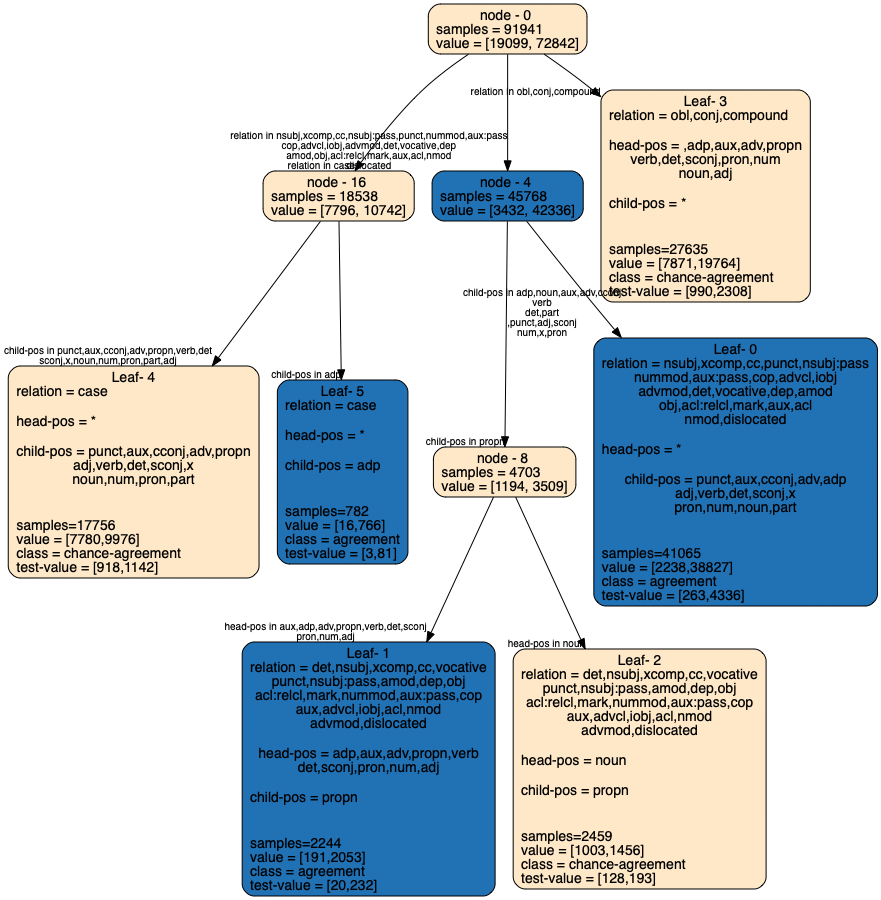 node - 0
samples = 91941
value = [19099, 72842]
relation in obl,conj,compound
Leaf- 3
relation = obl,conj,compound
head-pos = ,adp,aux,adv,propn
verb,det,sconj,pron,num
noun,adj
child-pos = *
samples=27635
value = [7871,19764]
class = chance-agreement
test-value = [990,2308]
relation in nsubj,xcomp,cc,nsubj:pass,punct,nummod,aux:pass
cop,advcl,iobj,advmod,det,vocative,dep
amod,obj,acl:relcl,mark,aux,acl,nmod
dislocated
relation in case
node - 16
samples = 18538
value = [7796, 10742]
node - 4
samples = 45768
value = [3432, 42336]
child-pos in adp,noun,aux,adv,cconj
verb
det,part
,punct,adj,sconj
num,x,pron
child-pos in punct,aux,cconj,adv,propn,verb,det
sconj,x,noun,num,pron,part,adj
Leaf- 4
relation = case
head-pos = *
child-pos = punct,aux,cconj,adv,propn
adj,verb,det,sconj,x
noun,num,pron,part
samples=17756
value = [7780,9976]
class = chance-agreement
test-value = [918,1142]
child-pos in adp
Leaf- 5
relation = case
head-pos = *
child-pos = adp
samples=782
value = [16,766]
class = agreement
test-value = [3,81]
Leaf- 0
relation = nsubj,xcomp,cc,punct,nsubj:pass
nummod,aux:pass,cop,advcl,iobj
advmod,det,vocative,dep,amod
obj,acl:relcl,mark,aux,acl
nmod,dislocated
head-pos = *
child-pos = punct,aux,cconj,adv,adp
adj,verb,det,sconj,x
pron,num,noun,part
samples=41065
value = [2238,38827]
class = agreement
test-value = [263,4336]
child-pos in propn
node - 8
samples = 4703
value = [1194, 3509]
head-pos in aux,adp,adv,propn,verb,det,sconj
pron,num,adj
Leaf- 1
relation = det,nsubj,xcomp,cc,vocative
punct,nsubj:pass,amod,dep,obj
acl:relcl,mark,nummod,aux:pass,cop
aux,advcl,iobj,acl,nmod
advmod,dislocated
head-pos = adp,aux,adv,propn,verb
det,sconj,pron,num,adj
child-pos = propn
samples=2244
value = [191,2053]
class = agreement
test-value = [20,232]
head-pos in noun
Leaf- 2
relation = det,nsubj,xcomp,cc,vocative
punct,nsubj:pass,amod,dep,obj
acl:relcl,mark,nummod,aux:pass,cop
aux,advcl,iobj,acl,nmod
advmod,dislocated
head-pos = noun
child-pos = propn
samples=2459
value = [1003,1456]
class = chance-agreement
test-value = [128,193]